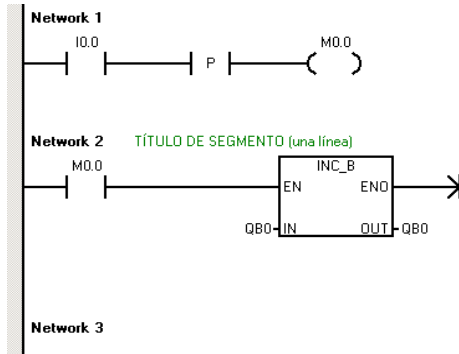 Network 1
I0.0
M0.0
P
Network 2 TÍTULO DE SEGMENTO (una línea)
M0.0
INC_B
EN ENO
QB0 IN OUT QB0
Network 3